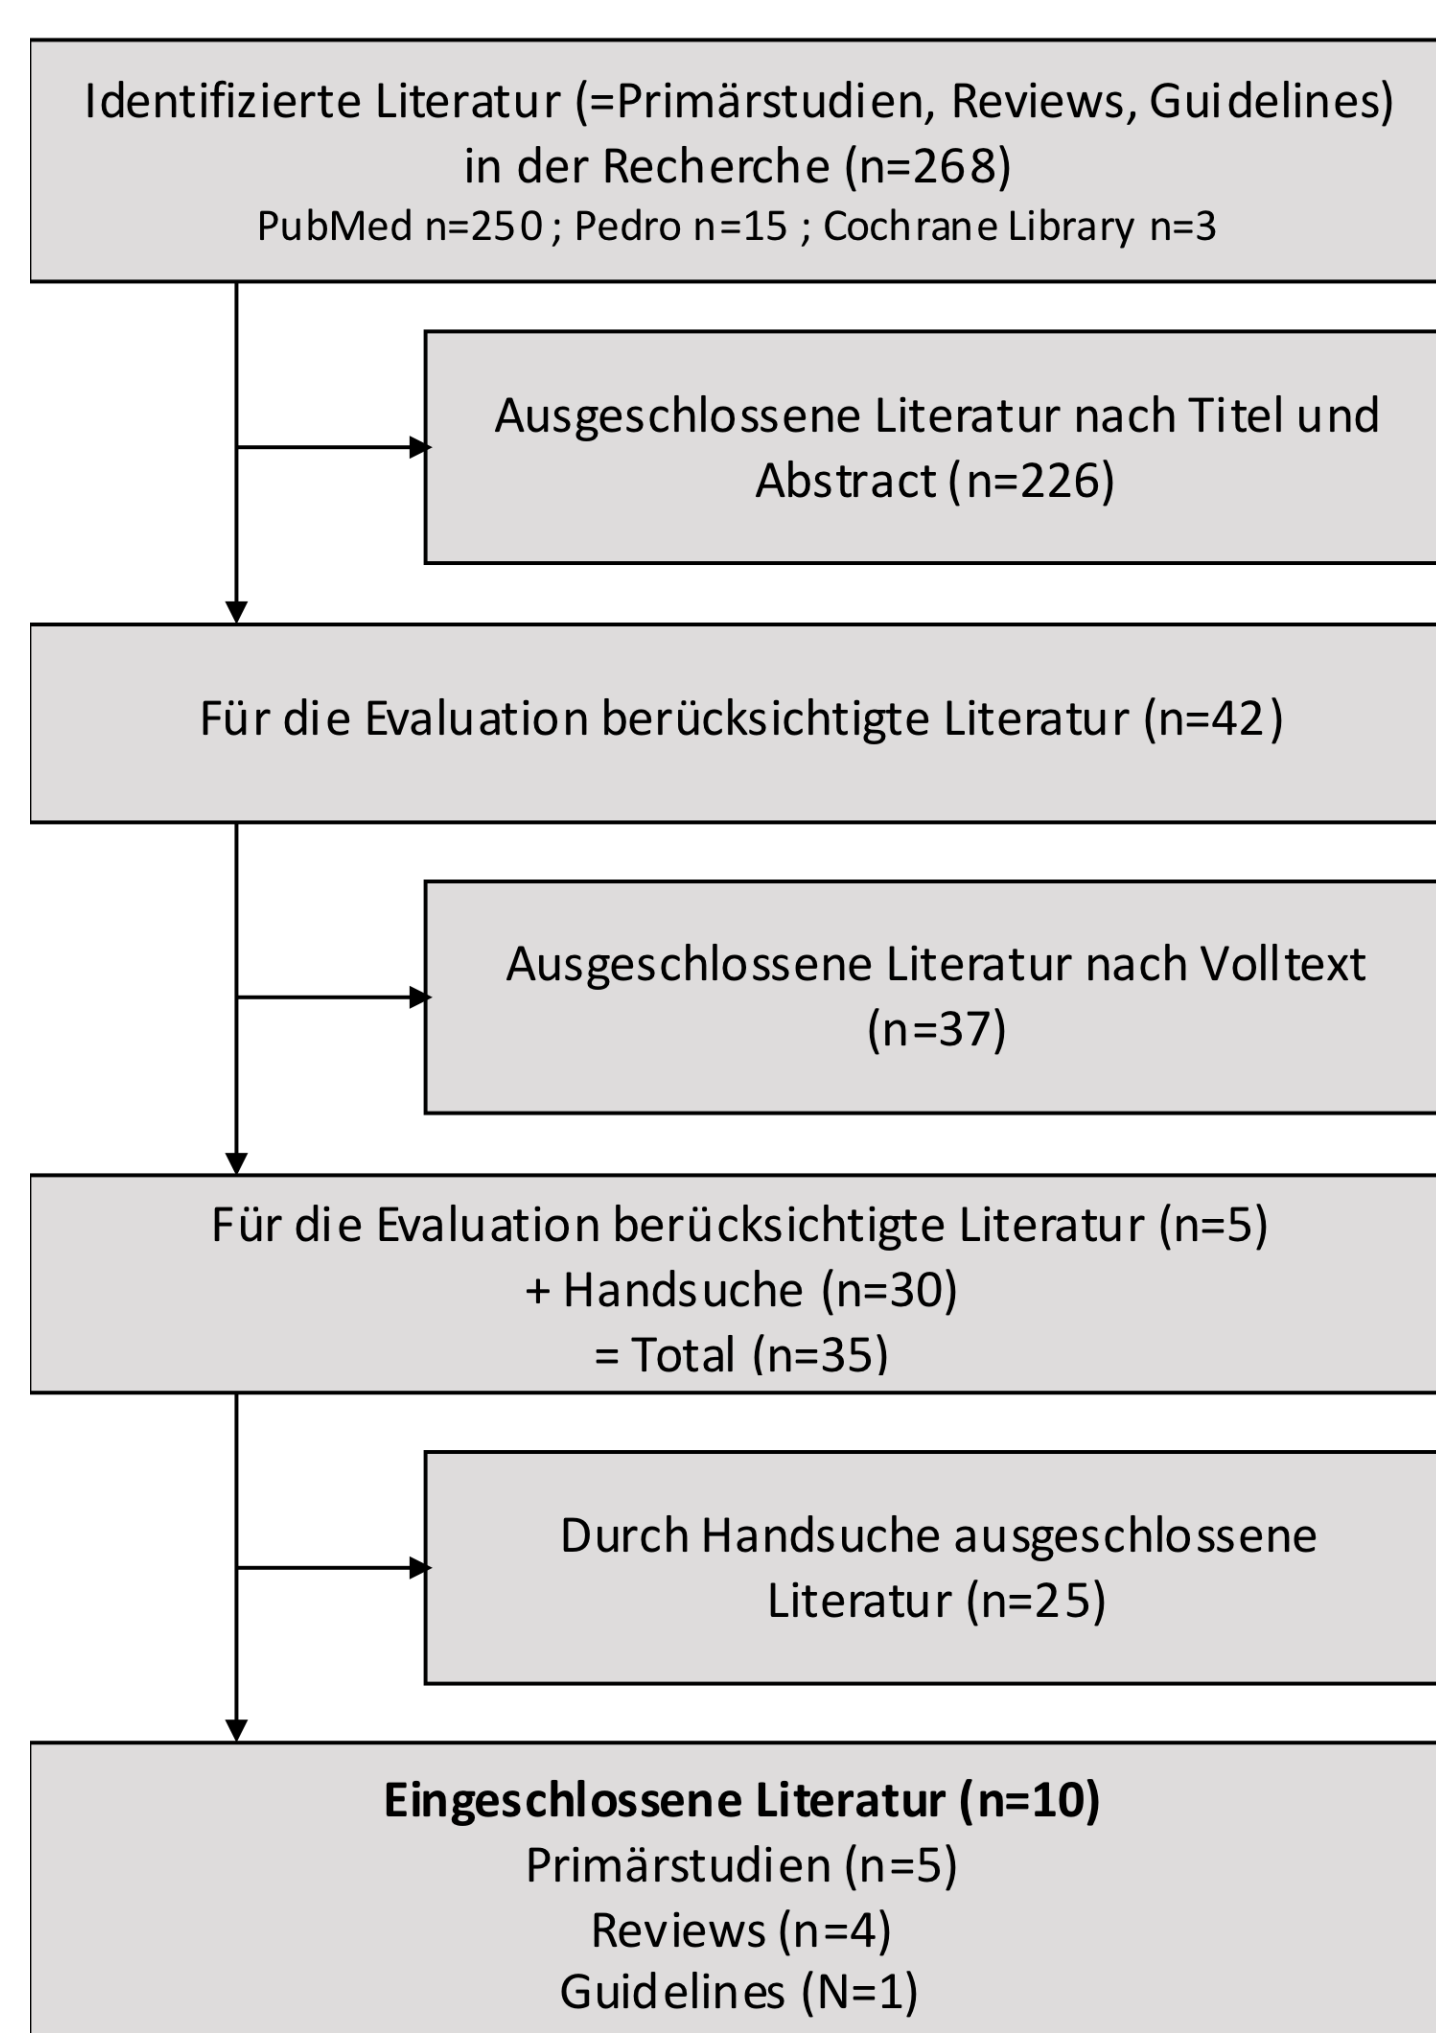 Identifizierte Literatur (=Primärstudien, Reviews, Guidelines)
in der Recherche (n=268)
PubMed n=250 ; Pedro n=15 ; Cochrane Library n=3
Ausgeschlossene Literatur nach Titel und
Abstract (n=226)
Für die Evaluation berücksichtigte Literatur (n=42)
Ausgeschlossene Literatur nach Volltext
(n=37)
Für die Evaluation berücksichtigte Literatur (n=5)
+ Handsuche (n=30)
= Total (n=35)
Durch Handsuche ausgeschlossene
Literatur (n=25)
Eingeschlossene Literatur (n=10)
Primärstudien (n=5)
Reviews (n=4)
Guidelines (N=1)